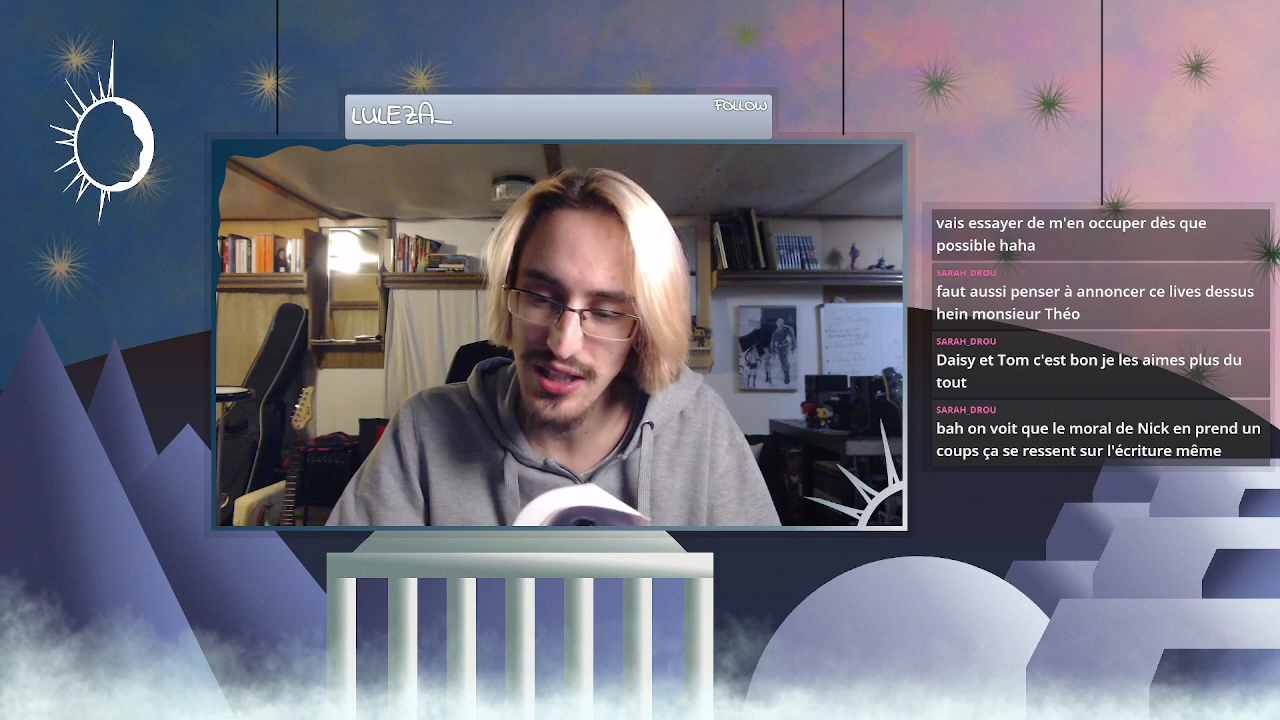 LULEZA_
FOLLOW
vais essayer de m'en occuper dès que
possible haha
SARAH_DROU
faut aussi penser à annoncer ce lives dessus
hein monsieur Théo
SARAH_DROU
Daisy et Tom c'est bon je les aimes plus du
tout
SARAH_DROU
bah on voit que le moral de Nick en prend un
coups ça se ressent sur l'écriture même